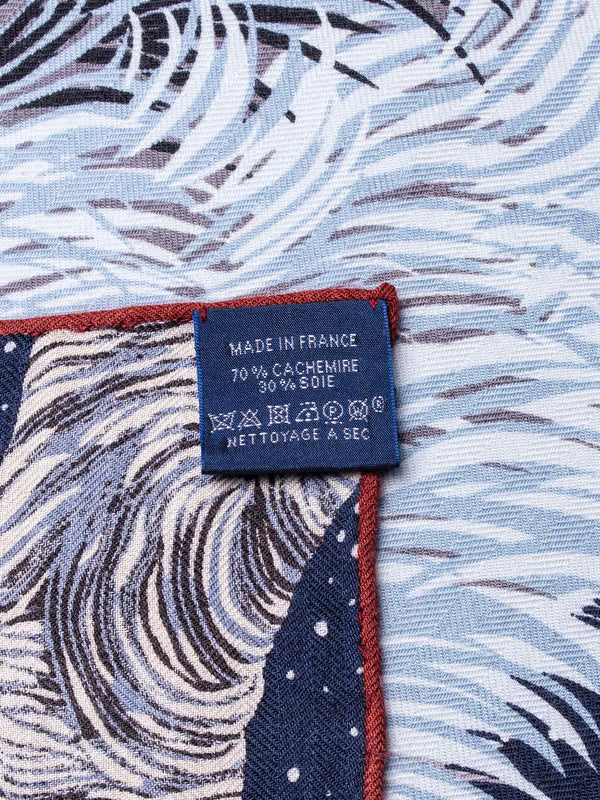 MADE IN FRANCE
70 % CACHEMIRE
30 % SOIE
P W ®
NETTOYAGE A SEC